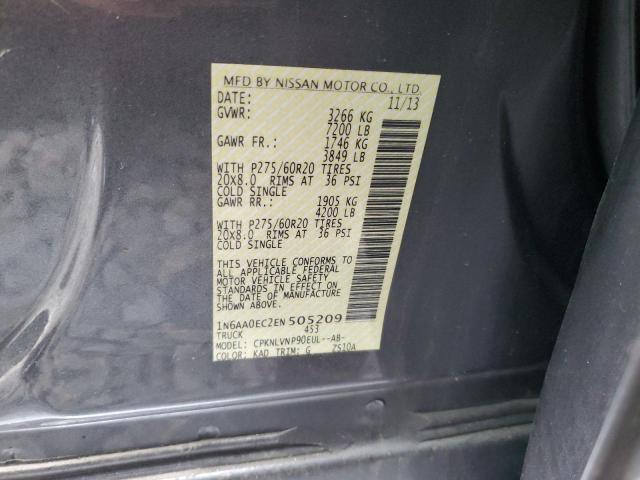 MFD BY NISSAN MOTOR CO., LTD.
DATE: 11/13
GVWR: 3266 KG
7200 LB
GAWR FR.: 1746 KG
3849 LB
WITH P275/60R20 TIRES
20X8.0 RIMS AT 36 PSI
COLD SINGLE
GAWR RR.: 1905 KG
4200 LB
WITH P275/60R20 TIRES
20X8.0 RIMS AT 36 PSI
COLD SINGLE
THIS VEHICLE CONFORMS TO
ALL APPLICABLE FEDERAL
MOTOR VEHICLE SAFETY
STANDARDS IN EFFECT ON
THE DATE OF MANUFACTURE
SHOWN ABOVE.
1N6AA0EC2EN505209
TRUCK 453
MODEL: CPKNLVNP90EUL--AB-
COLOR: KAD TRIM: G ZS10A